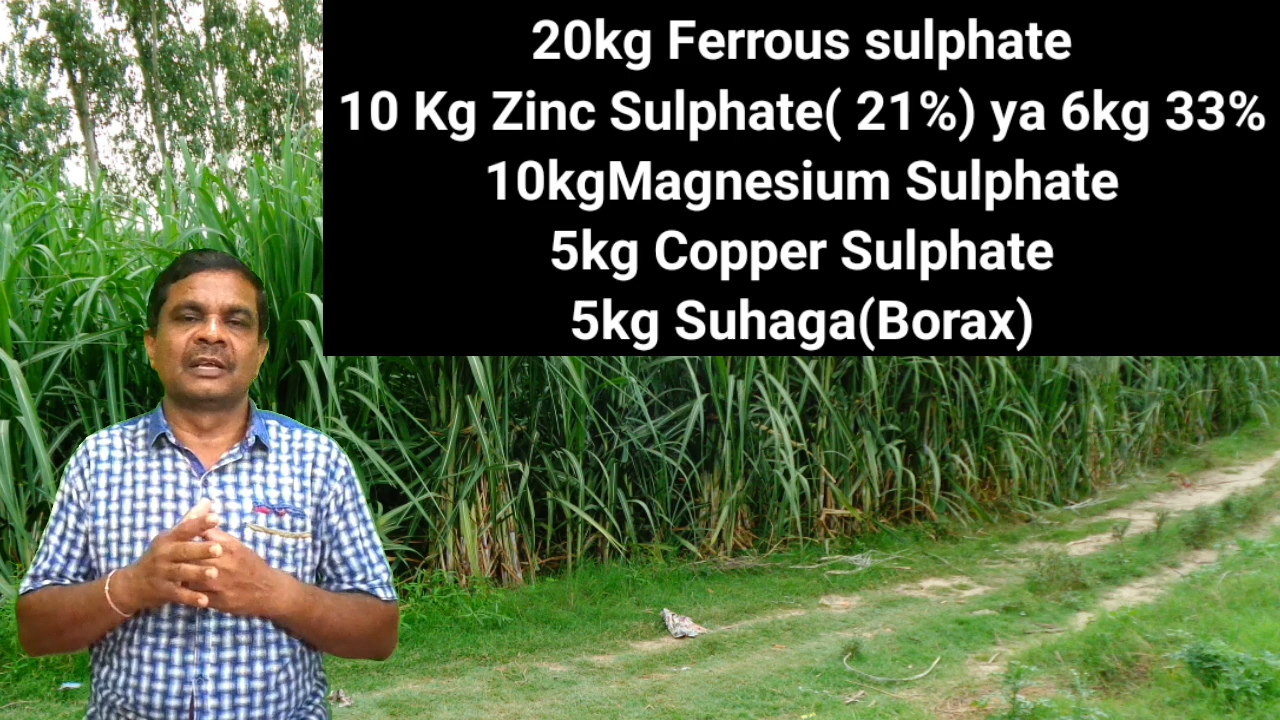 20kg Ferrous sulphate
10 Kg Zinc Sulphate( 21%) ya 6kg 33%
10kgMagnesium Sulphate
5kg Copper Sulphate
5kg Suhaga(Borax)